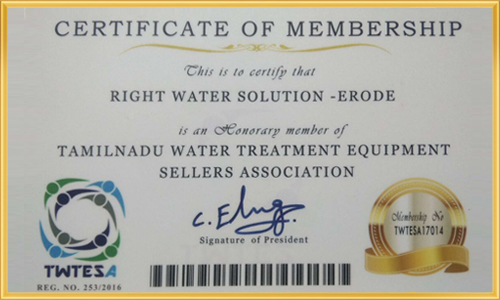 CERTIFICATE OF MEMBERSHIP
This is to certify that
RIGHT WATER SOLUTION -ERODE
is an Honorary member of
TAMILNADU WATER TREATMENT EQUIPMENT
SELLERS ASSOCIATION
Signature of President
TWTESA
REG. NO. 253/2016
Membership No
TWTESA17014